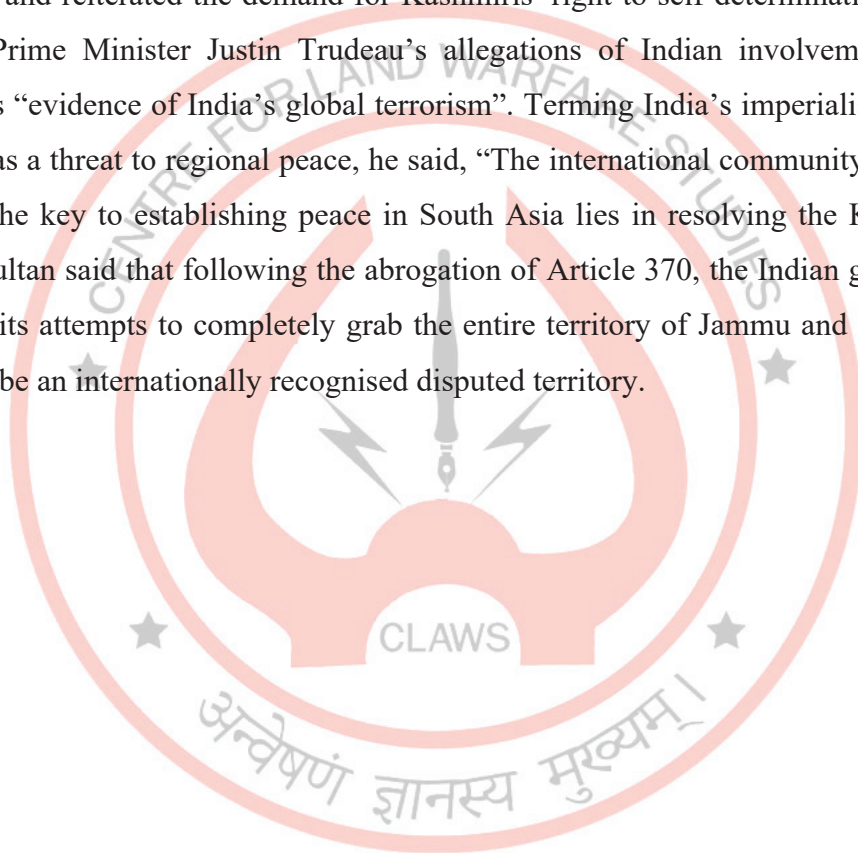 and reiterated the demand for Kashmiris' right to self-determinati
Prime Minister Justin Trudeau's allegations of Indian involvem
s “evidence of India's global terrorism”. Terming India's imperiali
as a threat to regional peace, he said, “The international community
he key to establishing peace in South Asia lies in resolving the K
ultan said that following the abrogation of Article 370, the Indian g
its attempts to completely grab the entire territory of Jammu and
be an internationally recognised disputed territory.
CENTRE FOR LAND WARFARE STUDIES
CLAWS
अन्वेषणं ज्ञानस्य मुख्यम् ।